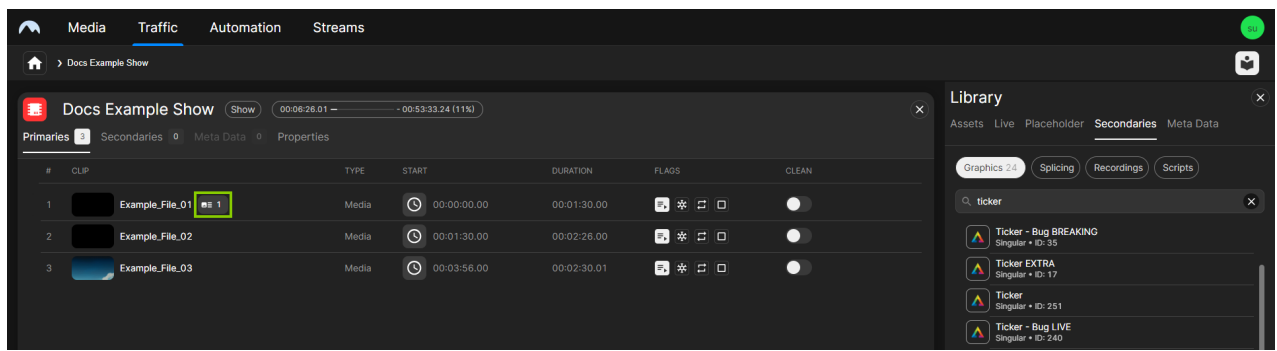 Media Traffic Automation Streams su
Docs Example Show
Docs Example Show Show 00:06:26.01 - 00:53:33.24 (11%)
Primaries 3 Secondaries 0 Meta Data 0 Properties
# CLIP TYPE START DURATION FLAGS CLEAN
1 Example_File_01 1 Media 00:00:00.00 00:01:30.00
2 Example_File_02 Media 00:01:30.00 00:02:26.00
3 Example_File_03 Media 00:03:56.00 00:02:30.01
Library
Assets Live Placeholder Secondaries Meta Data
Graphics 24 Splicing Recordings Scripts
ticker
Ticker - Bug BREAKING
Singular • ID: 35
Ticker EXTRA
Singular • ID: 17
Ticker
Singular • ID: 251
Ticker - Bug LIVE
Singular • ID: 240